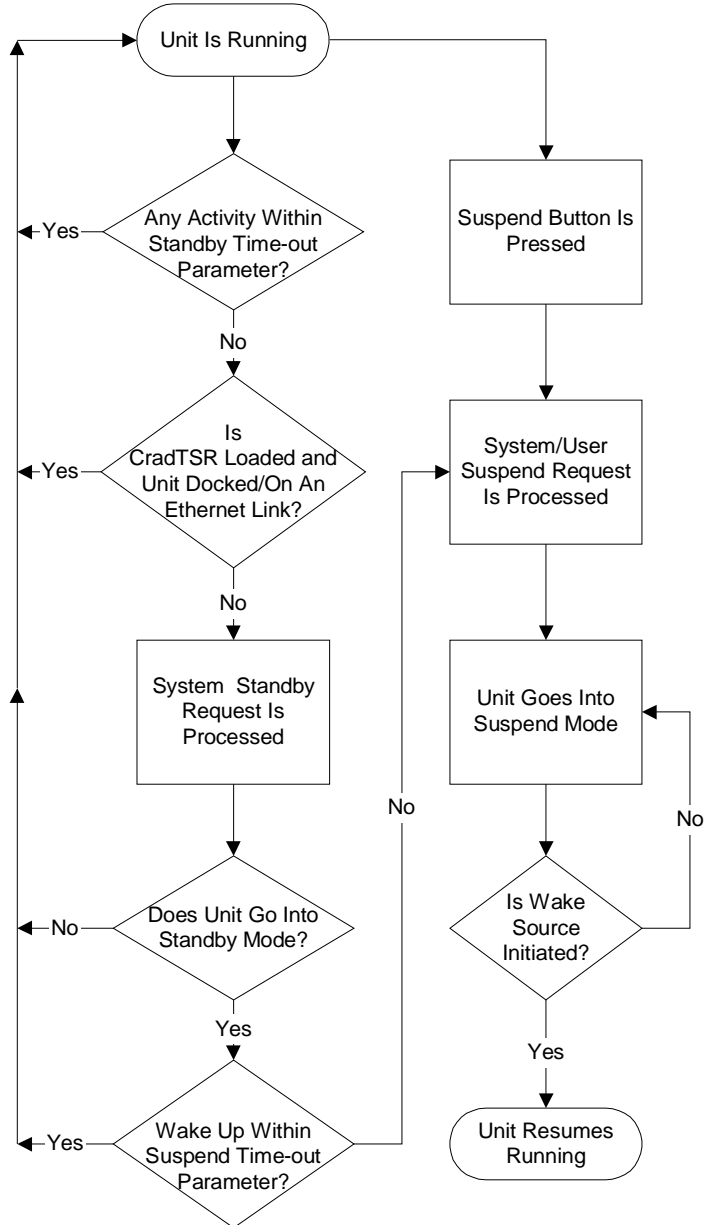 Unit Is Running
Any Activity Within
Standby Time-out
Parameter?
Yes
No
Is
CradTSR Loaded and
Unit Docked/On An
Ethernet Link?
Yes
No
System Standby
Request Is
Processed
Does Unit Go Into
Standby Mode?
No
Yes
Wake Up Within
Suspend Time-out
Parameter?
Yes
No
Suspend Button Is
Pressed
System/User
Suspend Request
Is Processed
Unit Goes Into
Suspend Mode
No
Is Wake
Source
Initiated?
Yes
Unit Resumes
Running